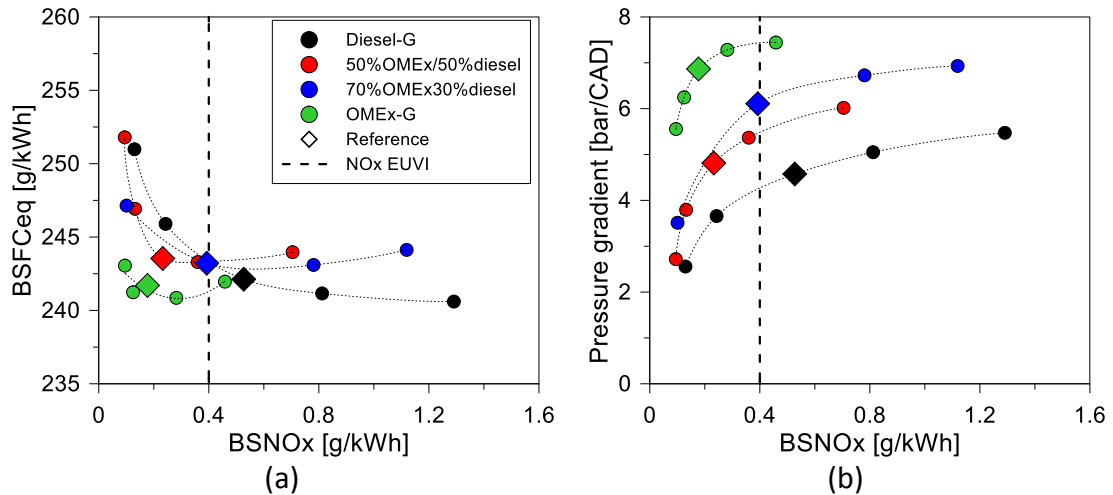 260
255
250
245
240
235
BSFCeq [g/kWh]
Diesel-G
50%OMEx/50%diesel
70%OMEx30%diesel
OMEx-G
Reference
NOx EUVI
0 0.4 0.8 1.2 1.6
BSNOx [g/kWh]
(a)
8
6
4
2
0
Pressure gradient [bar/CAD]
0 0.4 0.8 1.2 1.6
BSNOx [g/kWh]
(b)